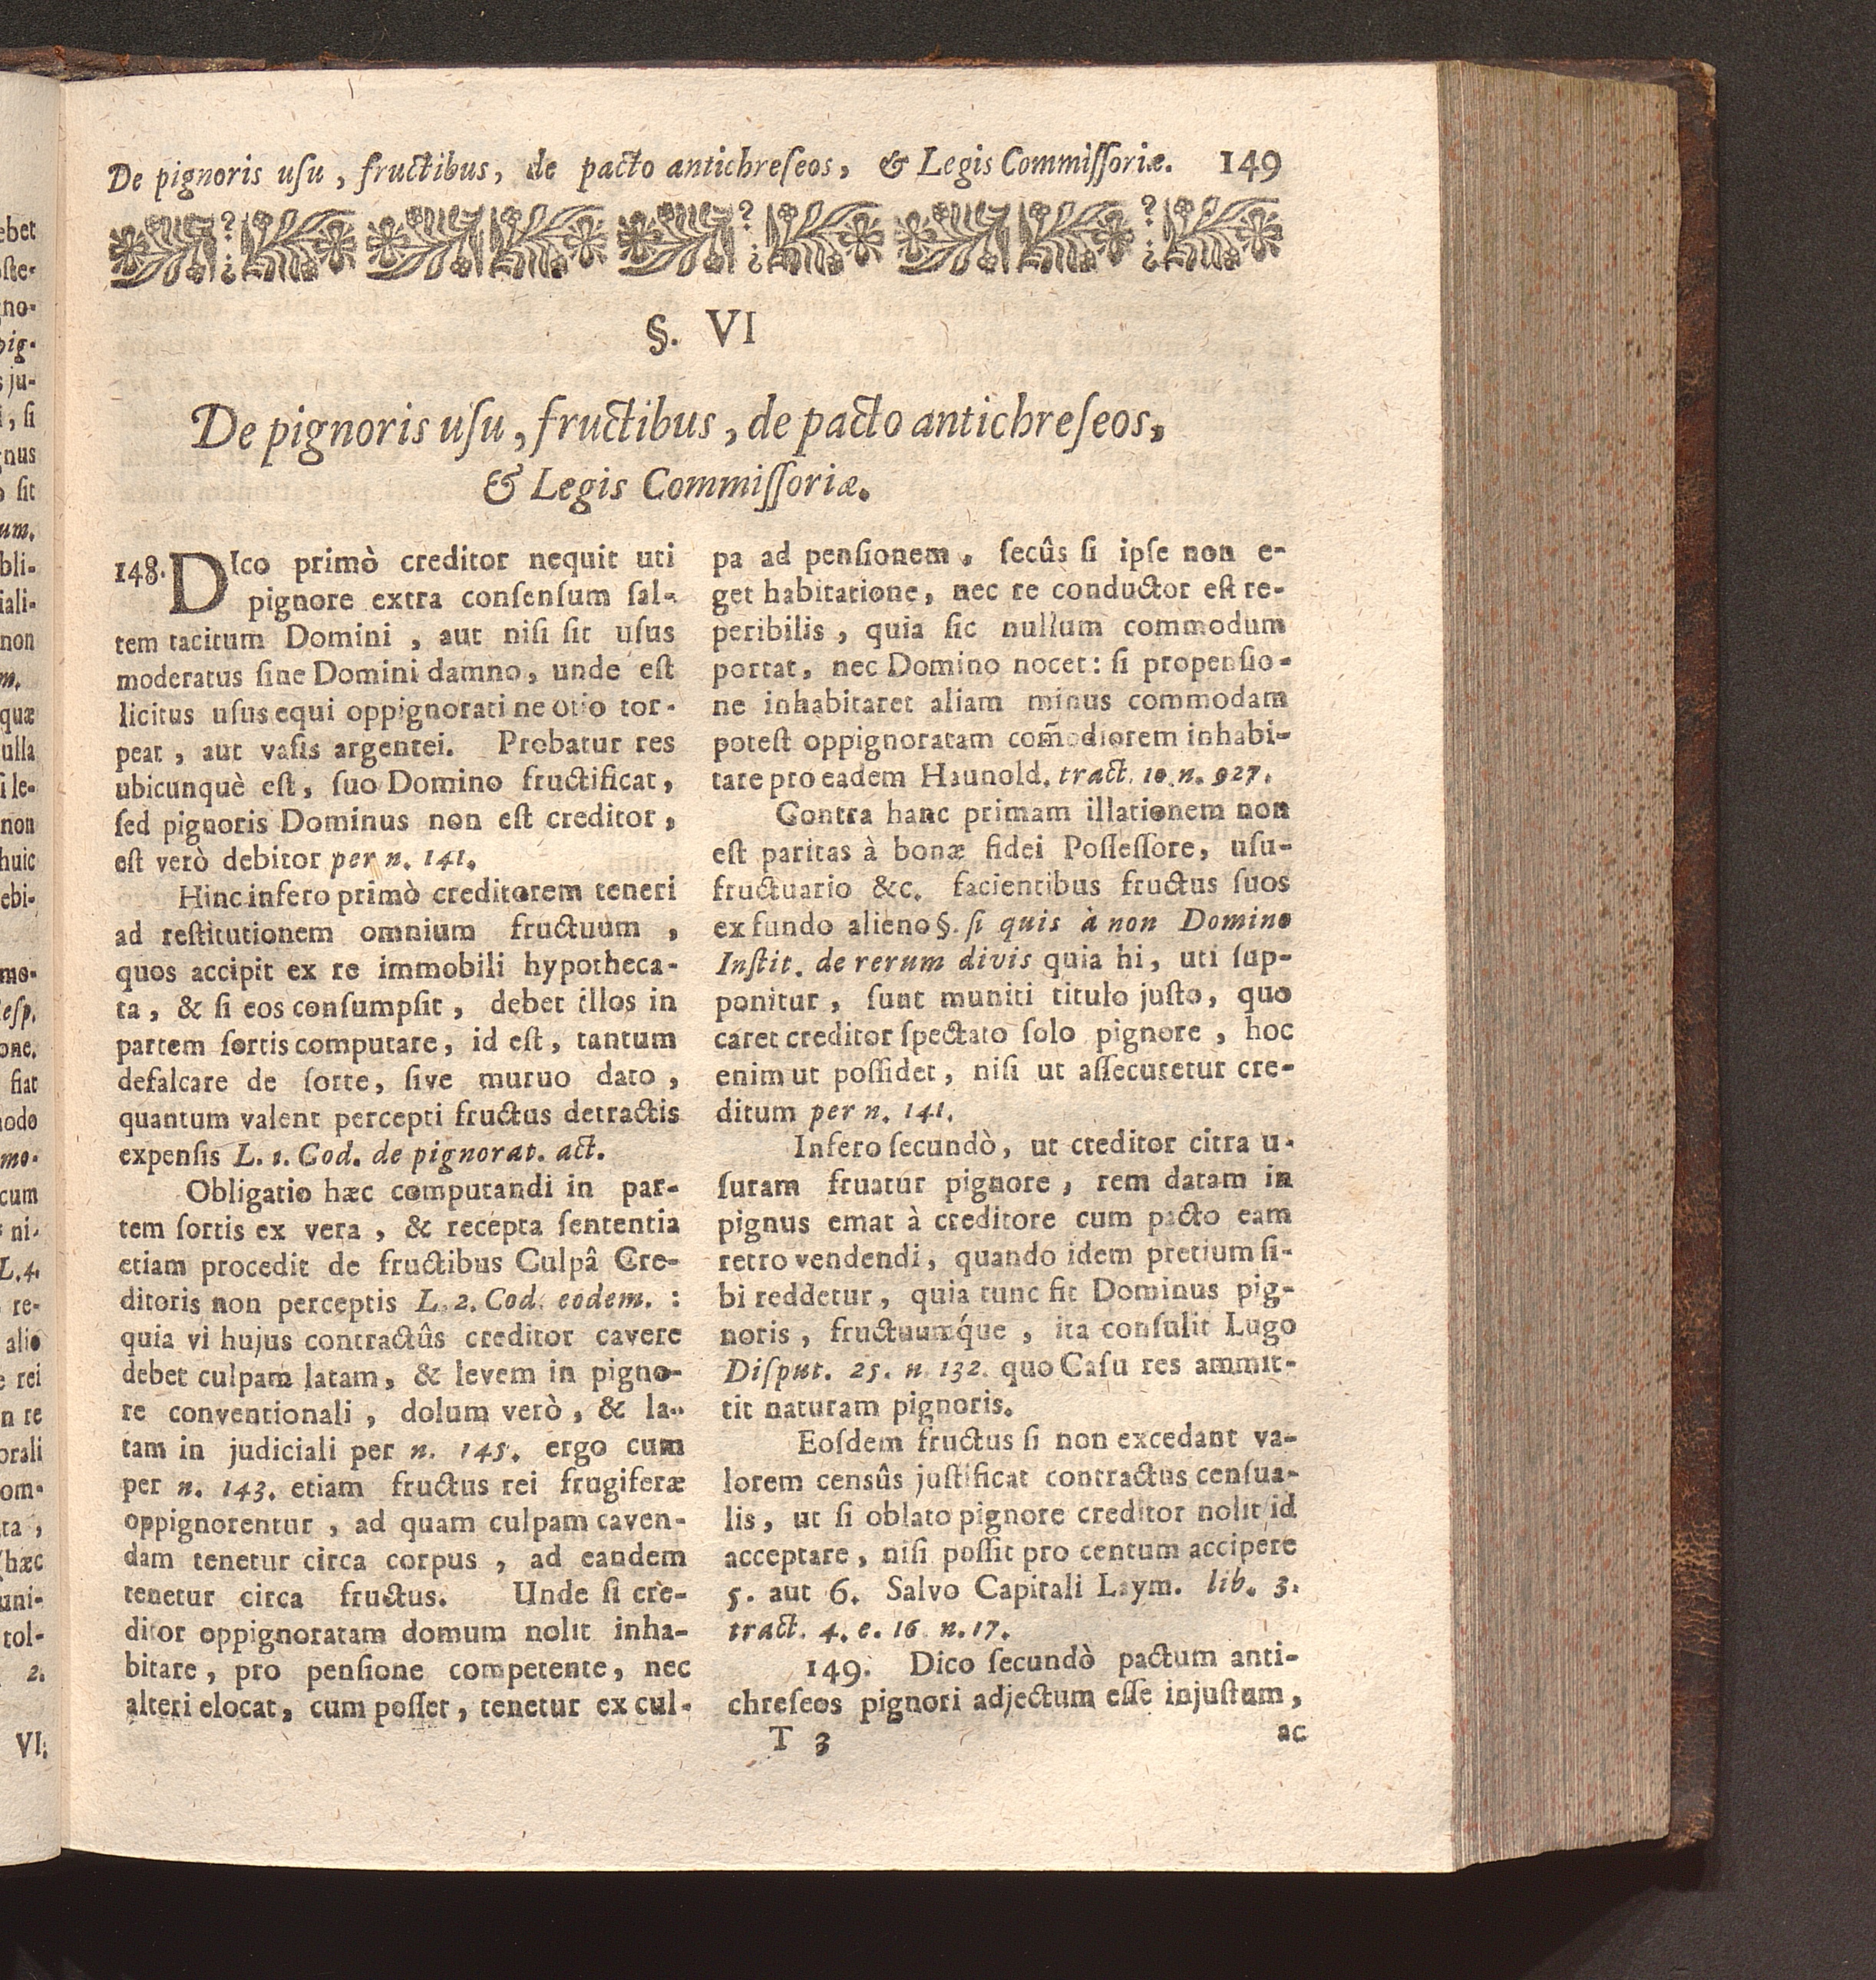 De pignoris uſu, fructibus, de pacto antichreſeos, & Legis Commiſſoriæ. 149
§. VI
De pignoris uſu, fructibus, de pacto antichreſeos,
& Legis Commiſſoriæ.
148. DIco primò creditor nequit uti
pignore extra conſenſum ſal-
tem tacitum Domini, aut niſi ſit uſus
moderatus ſine Domini damno, unde eſt
licitus uſus equi oppignorati ne otio tor-
peat, aut vaſis argentei. Probatur res
ubicunquè eſt, ſuo Domino fructificat,
ſed pignoris Dominus non eſt creditor,
eſt verò debitor per n. 141.
Hinc infero primò creditorem teneri
ad reſtitutionem omnium fructuum,
quos accipit ex re immobili hypotheca-
ta, & ſi eos conſumpſit, debet illos in
partem ſortis computare, id eſt, tantum
defalcare de ſorte, ſive mutuo dato,
quantum valent percepti fructus detractis
expenſis L. 1. Cod. de pignorat. act.
Obligatio hæc computandi in par-
tem ſortis ex vera, & recepta ſententia
etiam procedit de fructibus Culpâ Cre-
ditoris non perceptis L. 2. Cod. eodem. :
quia vi hujus contractûs creditor cavere
debet culpam latam, & levem in pigno-
re conventionali, dolum verò, & la-
tam in judiciali per n. 145. ergo cum
per n. 143. etiam fructus rei frugiferæ
oppignorentur, ad quam culpam caven-
dam tenetur circa corpus, ad eandem
tenetur circa fructus. Unde ſi cre-
ditor oppignoratam domum nolit inha-
bitare, pro penſione competente, nec
alteri elocat, cum poſſet, tenetur ex cul-
pa ad penſionem, ſecûs ſi ipſe non e-
get habitatione, nec re conductor eſt re-
peribilis, quia ſic nullum commodum
portat, nec Domino nocet: ſi propenſio-
ne inhabitaret aliam minus commodam
poteſt oppignoratam com̃odiorem inhabi-
tare pro eadem Haunold. tract. 10. n. 927.
Contra hanc primam illationem non
eſt paritas à bonæ fidei Poſſeſſore, uſu-
fructuario &c. facientibus fructus ſuos
ex fundo alieno §. ſi quis à non Domino
Inſtit. de rerum diviſ quia hi, uti ſup-
ponitur, ſunt muniti titulo juſto, quo
caret creditor ſpectato ſolo pignore, hoc
enim ut poſſidet, niſi ut aſſecuretur cre-
ditum per n. 141.
Infero ſecundò, ut creditor citra u-
ſuram fruatur pignore, rem datam in
pignus emat à creditore cum pacto eam
retro vendendi, quando idem pretium ſi-
bi reddetur, quia tunc fit Dominus pig-
noris, fructuumq́ue, ita conſulit Lugo
Diſput. 25. n. 132. quo Caſu res ammit-
tit naturam pignoris.
Eoſdem fructus ſi non excedant va-
lorem censûs juſtificat contractus cenſua-
lis, ut ſi oblato pignore creditor nolit id
acceptare, niſi poſſit pro centum accipere
5. aut 6. Salvo Capitali Laym. lib. 3.
tract. 4. c. 16. n. 17.
149. Dico ſecundò pactum anti-
chreſeos pignori adjectum eſſe injuſtum,
T 3 ac